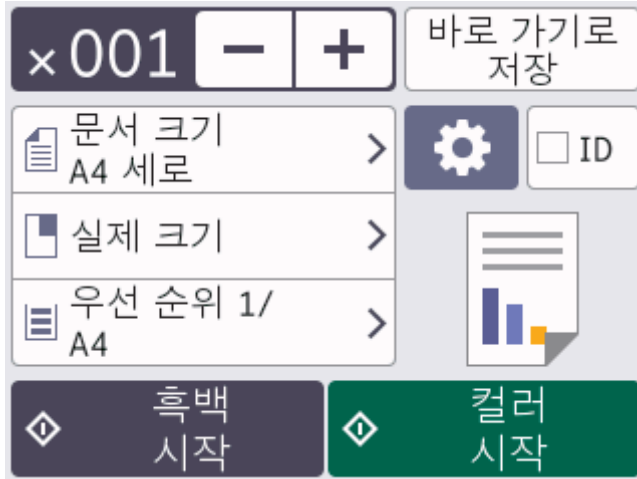 ×001 − +
바로 가기로
저장
문서 크기
A4 세로
ID
실제 크기
우선 순위 1/
A4
흑백
시작
컬러
시작